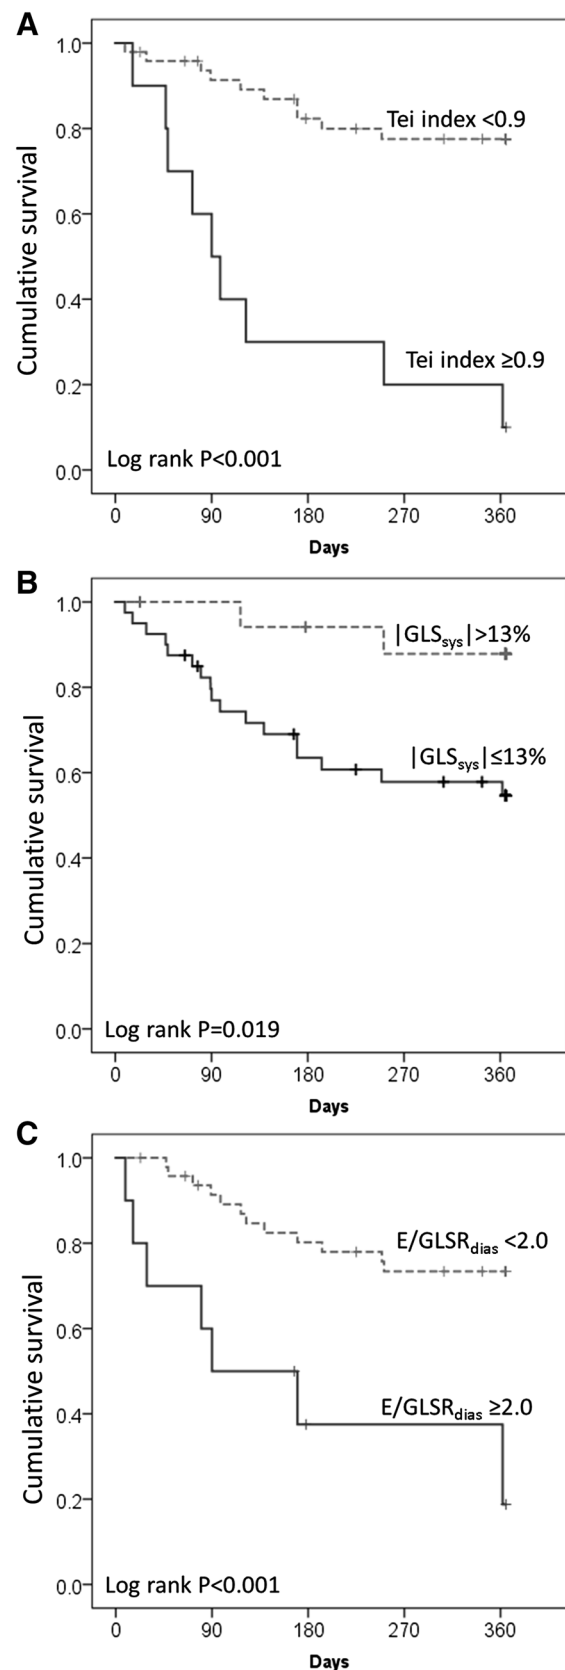 A
Cumulative survival
1.0
0.8
0.6
0.4
0.2
0.0
Tei index <0.9
Tei index ≥0.9
Log rank P<0.001
0 90 180 270 360
Days
B
Cumulative survival
1.0
0.8
0.6
0.4
0.2
0.0
|GLSsys|>13%
|GLSsys|≤13%
Log rank P=0.019
0 90 180 270 360
Days
C
Cumulative survival
1.0
0.8
0.6
0.4
0.2
0.0
E/GLSRdias <2.0
E/GLSRdias ≥2.0
Log rank P<0.001
0 90 180 270 360
Days